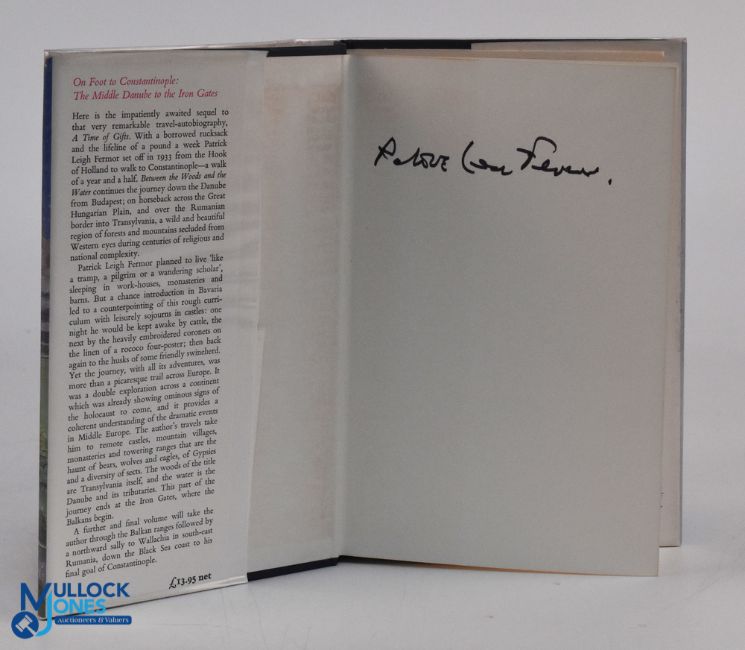 On Foot to Constantinople:
The Middle Danube to the Iron Gates
Here is the impatiently awaited sequel to
that very remarkable travel-autobiography,
A Time of Gifts. With a borrowed rucksack
and the lifeline of a pound a week Patrick
Leigh Fermor set off in 1933 from the Hook
of Holland to walk to Constantinople—a walk
of a year and a half. Between the Woods and the
Water continues the journey down the Danube
from Budapest; on horseback across the Great
Hungarian Plain, and over the Rumanian
border into Transylvania, a wild and beautiful
region of forests and mountains secluded from
Western eyes during centuries of religious and
national complexity.
Patrick Leigh Fermor planned to live 'like
a tramp, a pilgrim or a wandering scholar',
sleeping in work-houses, monasteries and
barns. But a chance introduction in Bavaria
led to a counterpointing of this rough curri-
culum with leisurely sojourns in castles: one
night he would be kept awake by cattle, the
next by the heavily embroidered coronets on
the linen of a rococo four-poster; then back
again to the husks of some friendly swineherd.
Yet the journey, with all its adventures, was
more than a picaresque trail across Europe. It
was a double exploration across a continent
which was already showing ominous signs of
the holocaust to come, and it provides a
coherent understanding of the dramatic events
in Middle Europe. The author's travels take
him to remote castles, mountain villages,
monasteries and towering ranges that are the
haunt of bears, wolves and eagles, of Gypsies
and a diversity of sects. The woods of the title
are Transylvania itself, and the water is the
Danube and its tributaries. This part of the
journey ends at the Iron Gates, where the
Balkans begin.
A further and final volume will take the
author through the Balkan ranges followed by
a northward sally to Wallachia in south-east
Rumania, down the Black Sea coast to his
final goal of Constantinople.
£13·95 net
MULLOCK
JONES
Auctioneers & Valuers